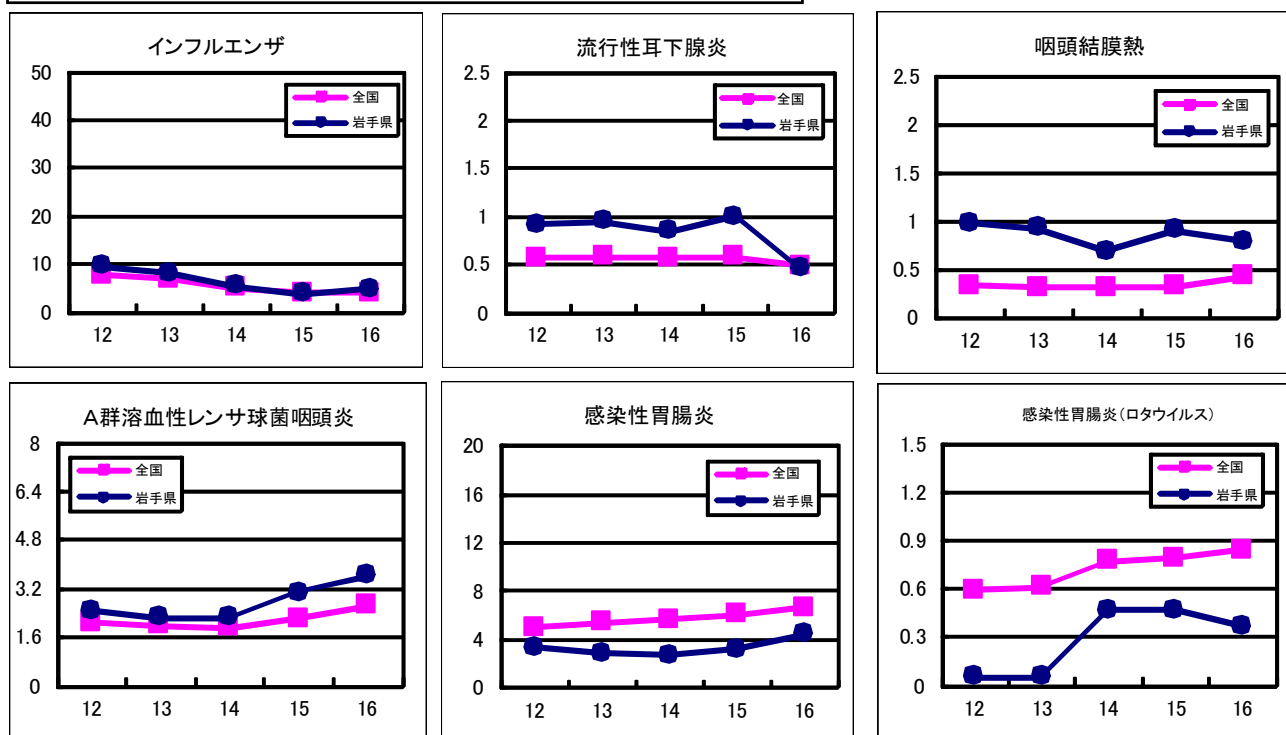 インフルエンザ
50
40
30
20
10
0
全国
岩手県
12 13 14 15 16
流行性耳下腺炎
2.5
2
1.5
1
0.5
0
全国
岩手県
12 13 14 15 16
咽頭結膜熱
2.5
2
1.5
1
0.5
0
全国
岩手県
12 13 14 15 16
A群溶血性レンサ球菌咽頭炎
8
6.4
4.8
3.2
1.6
0
全国
岩手県
12 13 14 15 16
感染性胃腸炎
20
16
12
8
4
0
全国
岩手県
12 13 14 15 16
感染性胃腸炎(ロタウイルス)
1.5
1.2
0.9
0.6
0.3
0
全国
岩手県
12 13 14 15 16